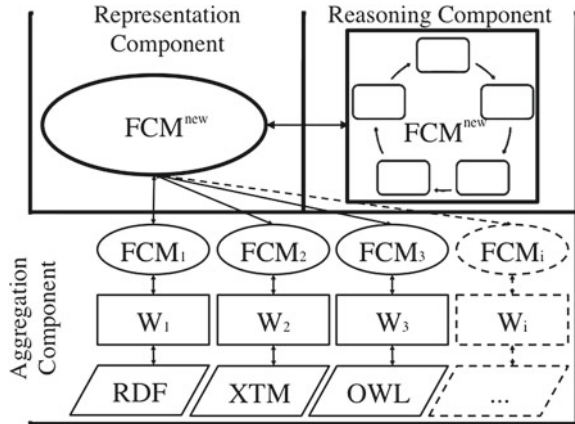 Representation
Component
Reasoning Component
FCM^new
FCM^new
Aggregation
Component
FCM₁ FCM₂ FCM₃ FCMᵢ
W₁ W₂ W₃ Wᵢ
RDF XTM OWL ...